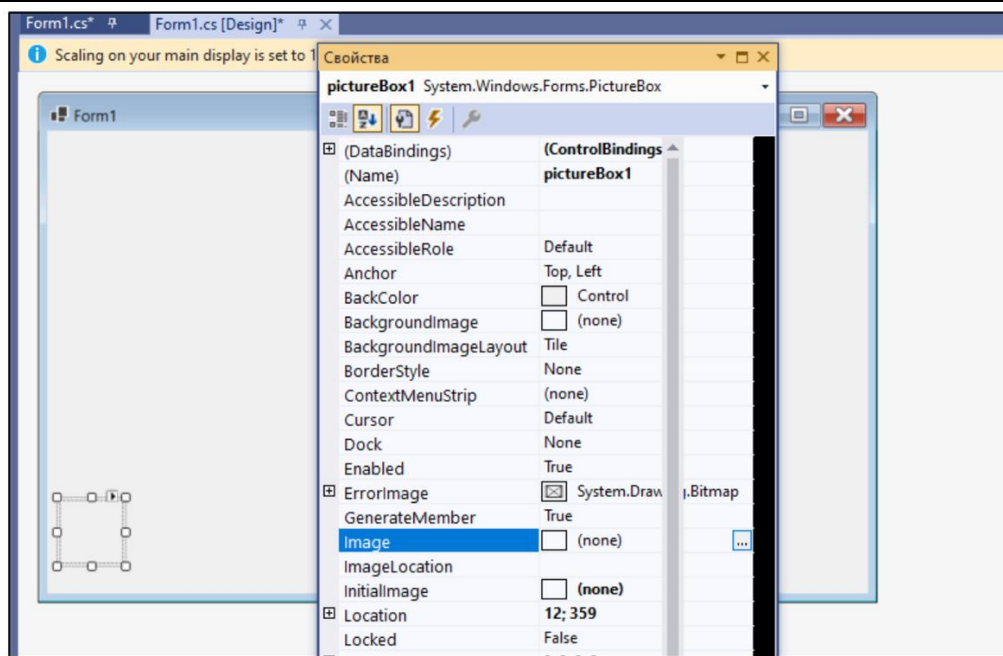 Form1.cs*
Form1.cs [Design]*
Scaling on your main display is set to 1
Свойства
pictureBox1 System.Windows.Forms.PictureBox
Form1
(DataBindings) (ControlBindings
(Name) pictureBox1
AccessibleDescription
AccessibleName
AccessibleRole Default
Anchor Top, Left
BackColor Control
BackgroundImage (none)
BackgroundImageLayout Tile
BorderStyle None
ContextMenuStrip (none)
Cursor Default
Dock None
Enabled True
ErrorImage System.Draw .Bitmap
GenerateMember True
Image (none) ...
ImageLocation
InitialImage (none)
Location 12; 359
Locked False